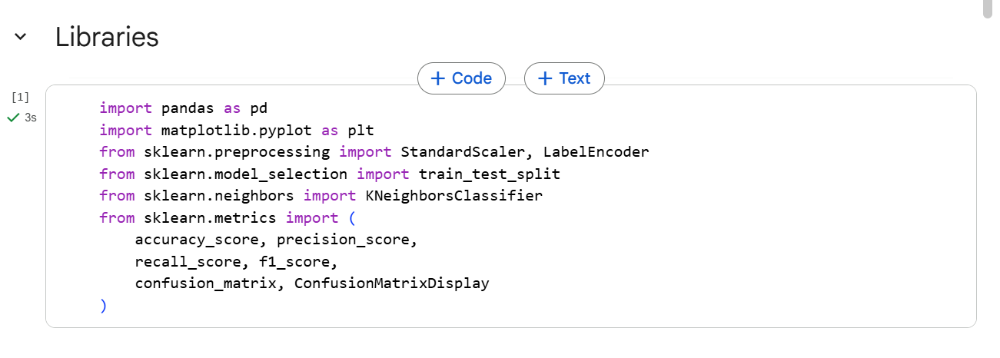 Libraries
+ Code + Text
[1]
3s
import pandas as pd
import matplotlib.pyplot as plt
from sklearn.preprocessing import StandardScaler, LabelEncoder
from sklearn.model_selection import train_test_split
from sklearn.neighbors import KNeighborsClassifier
from sklearn.metrics import (
    accuracy_score, precision_score,
    recall_score, f1_score,
    confusion_matrix, ConfusionMatrixDisplay
)